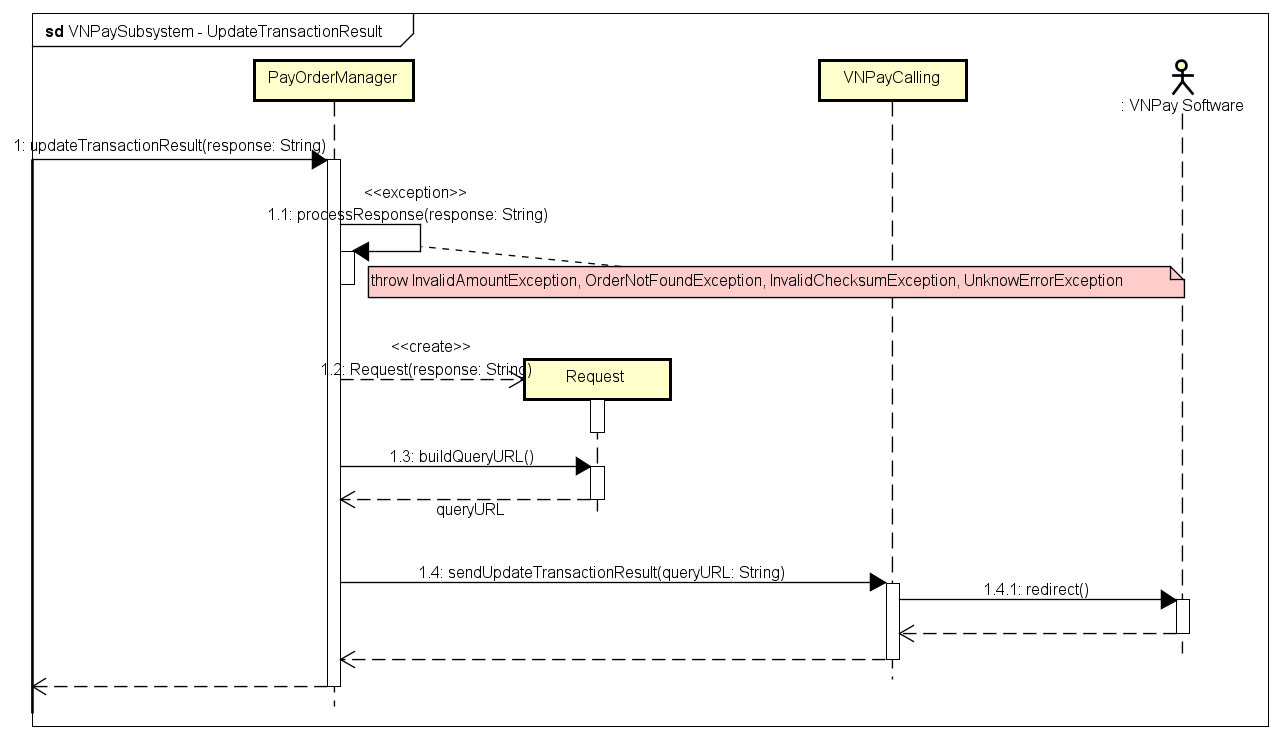 sd VNPaySubsystem - UpdateTransactionResult
PayOrderManager
VNPayCalling
: VNPay Software
1: updateTransactionResult(response: String)
<<exception>>
1.1: processResponse(response: String)
throw InvalidAmountException, OrderNotFoundException, InvalidChecksumException, UnknowErrorException
<<create>>
1.2: Request(response: String)
Request
1.3: buildQueryURL()
queryURL
1.4: sendUpdateTransactionResult(queryURL: String)
1.4.1: redirect()